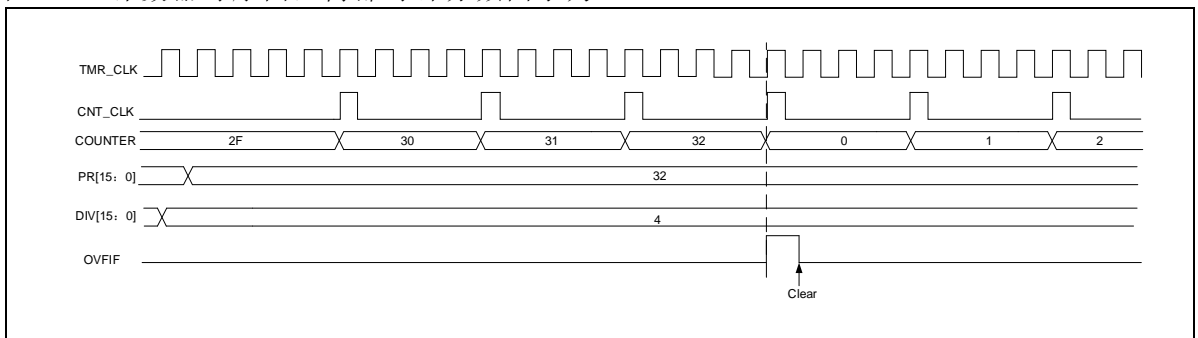 TMR_CLK
CNT_CLK
COUNTER 2F 30 31 32 0 1 2
PR[15：0] 32
DIV[15：0] 4
OVFIF
Clear